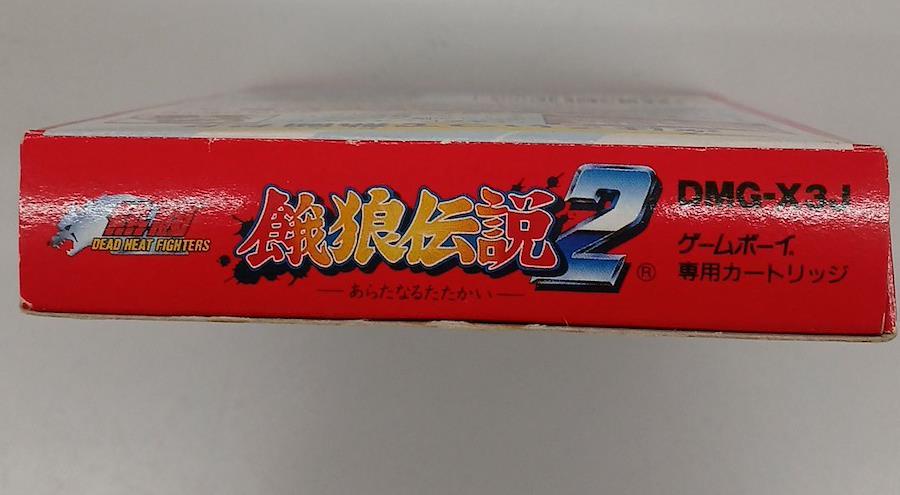 熱闘
DEAD HEAT FIGHTERS
餓狼伝説2
®
あらたなるたたかい
DMG-X3J
ゲームボーイ®
専用カートリッジ